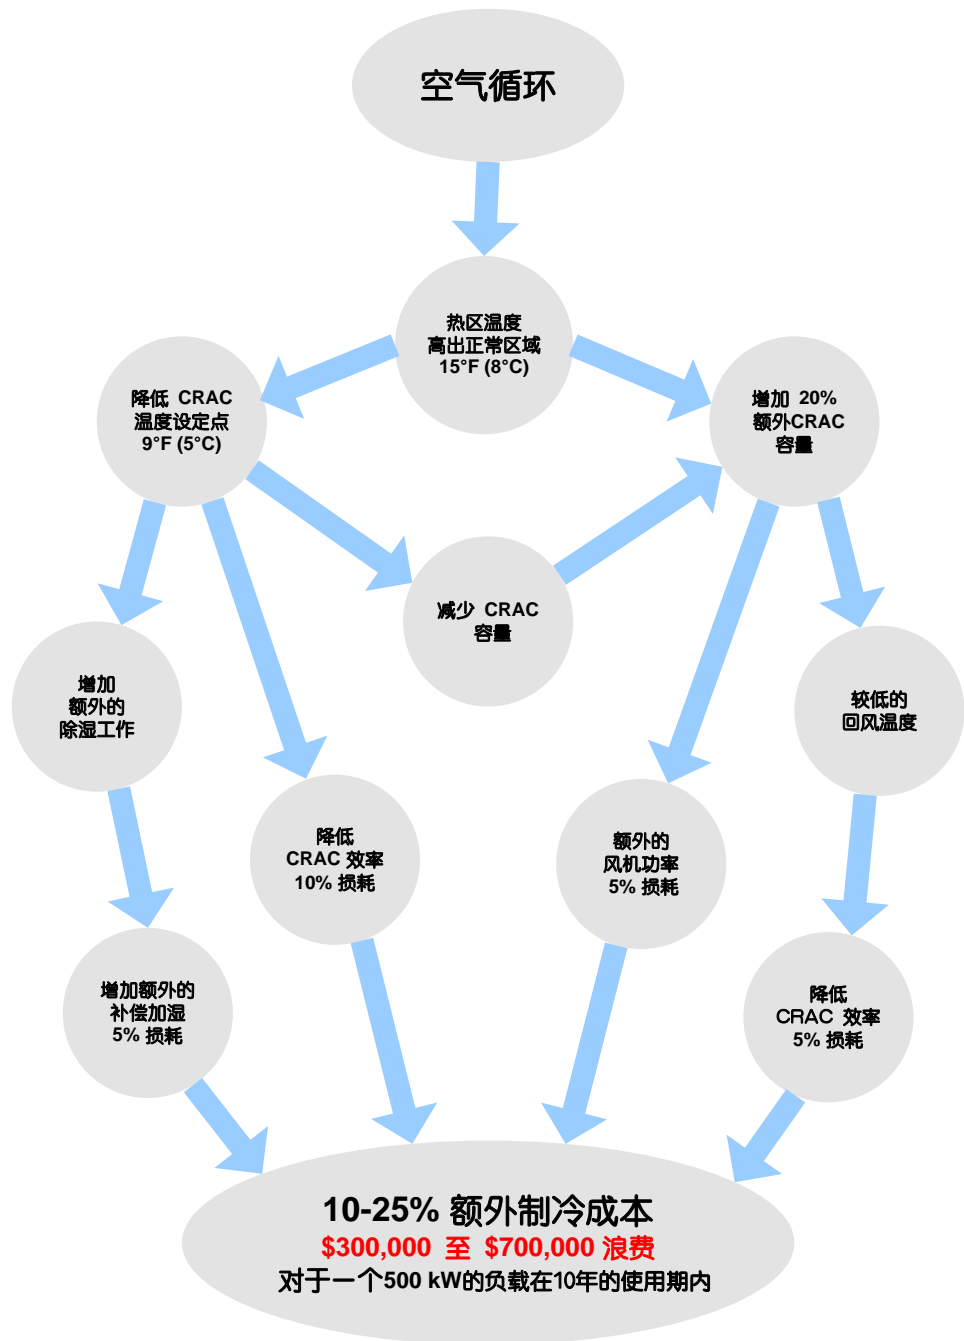 空气循环
热区温度
高出正常区域
15°F (8°C)
降低 CRAC
温度设定点
9°F (5°C)
增加 20%
额外CRAC
容量
减少 CRAC
容量
增加
额外的
除湿工作
较低的
回风温度
降低
CRAC 效率
10% 损耗
额外的
风机功率
5% 损耗
增加额外的
补偿加湿
5% 损耗
降低
CRAC 效率
5% 损耗
10-25% 额外制冷成本
$300,000 至 $700,000 浪费
对于一个500 kW的负载在10年的使用期内